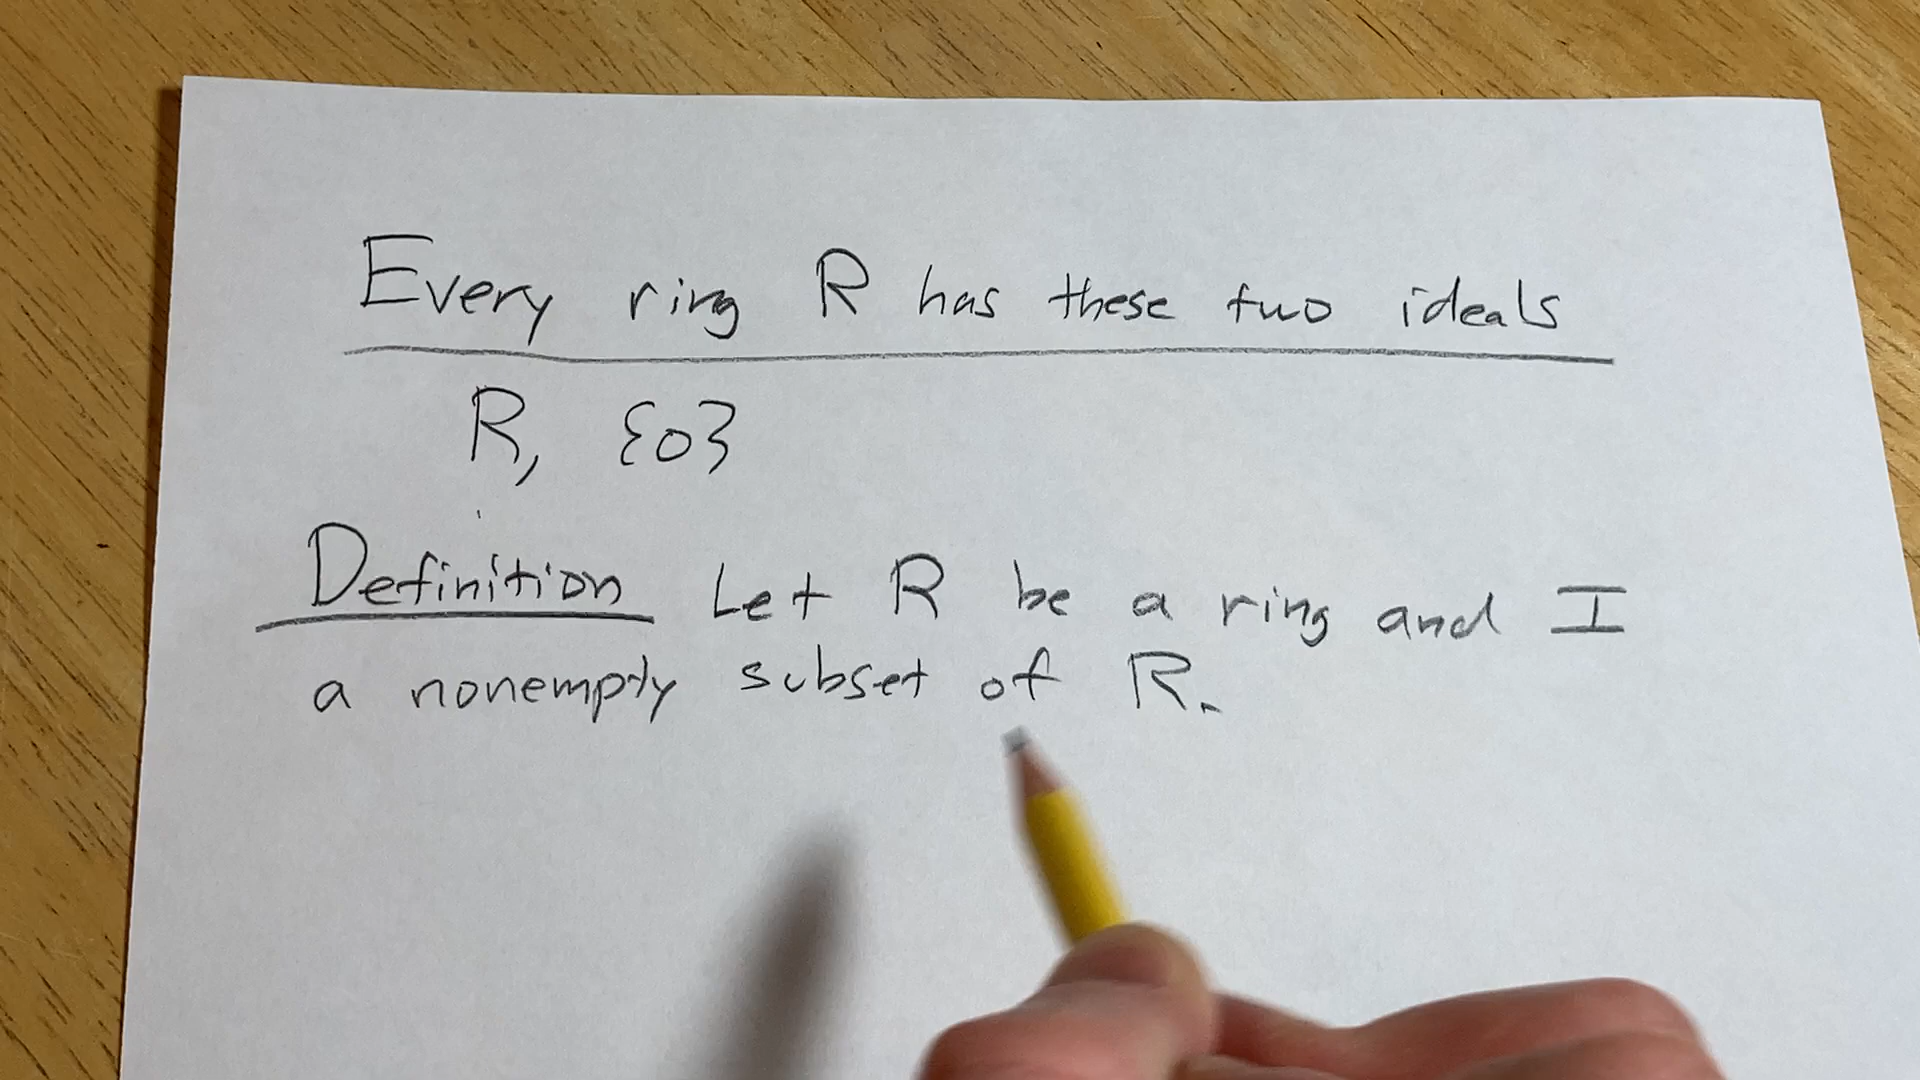 Every ring R has these two ideals
R, {0}
Definition Let R be a ring and I
a nonempty subset of R.